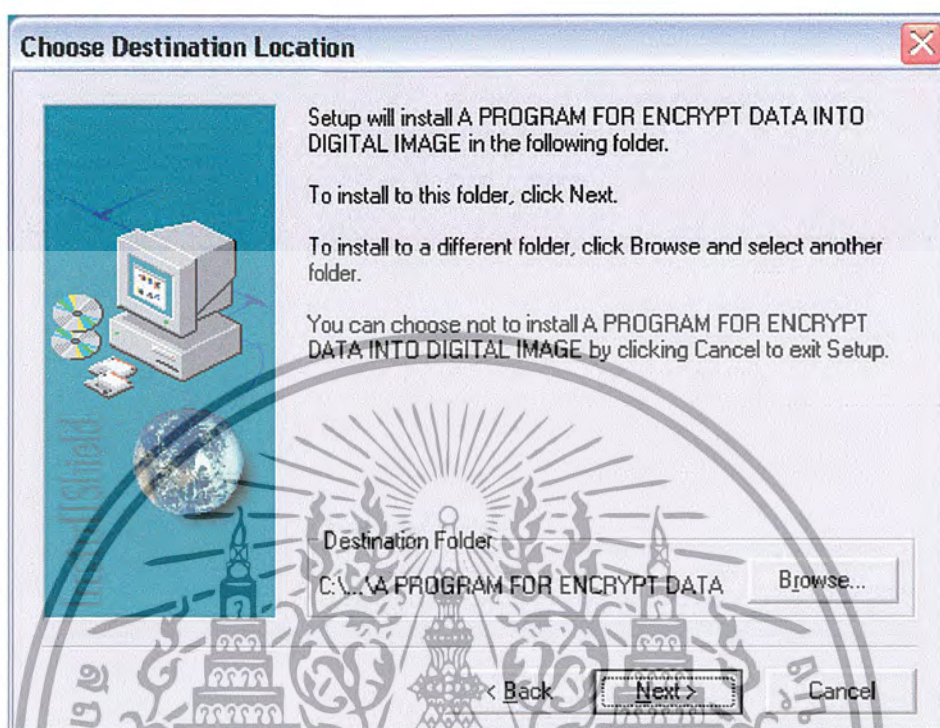 Choose Destination Location
Setup will install A PROGRAM FOR ENCRYPT DATA INTO
DIGITAL IMAGE in the following folder.
To install to this folder, click Next.
To install to a different folder, click Browse and select another
folder.
You can choose not to install A PROGRAM FOR ENCRYPT
DATA INTO DIGITAL IMAGE by clicking Cancel to exit Setup.
InstallShield
Destination Folder
C:\...\A PROGRAM FOR ENCRYPT DATA
Browse...
< Back
Next >
Cancel